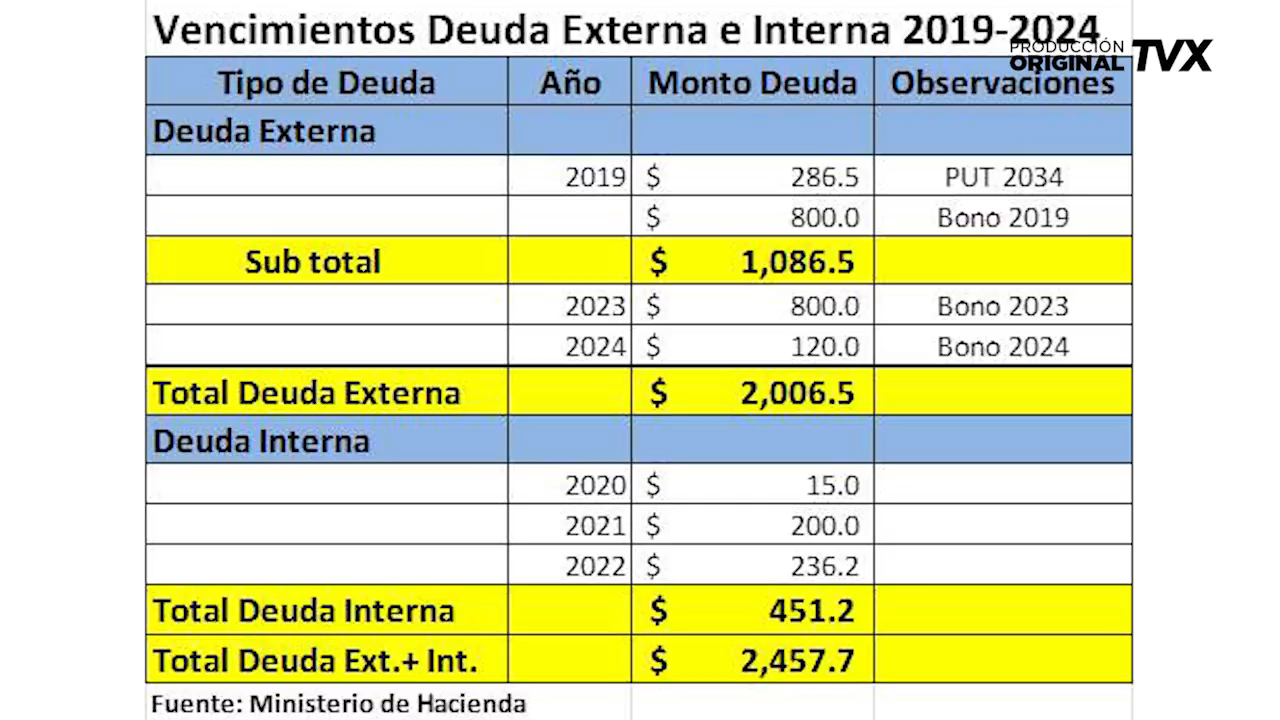 Vencimientos Deuda Externa e Interna 2019-2024
PRODUCCIÓN
ORIGINAL TVX
Tipo de Deuda Año Monto Deuda Observaciones
Deuda Externa
2019 $ 286.5 PUT 2034
$ 800.0 Bono 2019
Sub total $ 1,086.5
2023 $ 800.0 Bono 2023
2024 $ 120.0 Bono 2024
Total Deuda Externa $ 2,006.5
Deuda Interna
2020 $ 15.0
2021 $ 200.0
2022 $ 236.2
Total Deuda Interna $ 451.2
Total Deuda Ext.+ Int. $ 2,457.7
Fuente: Ministerio de Hacienda